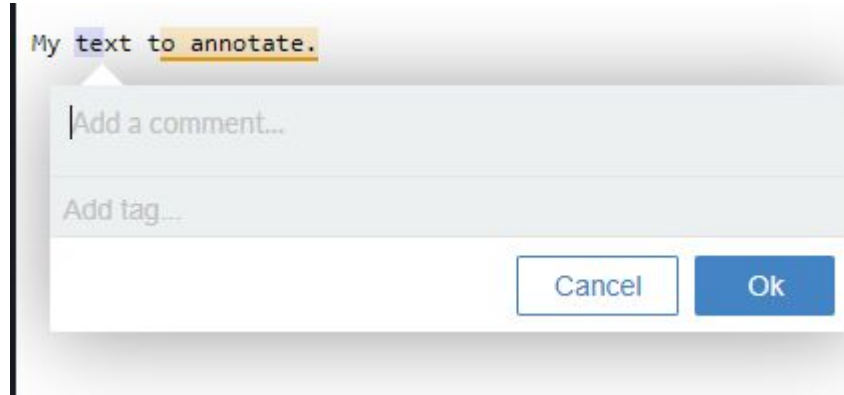 My text to annotate.
Add a comment...
Add tag...
Cancel Ok